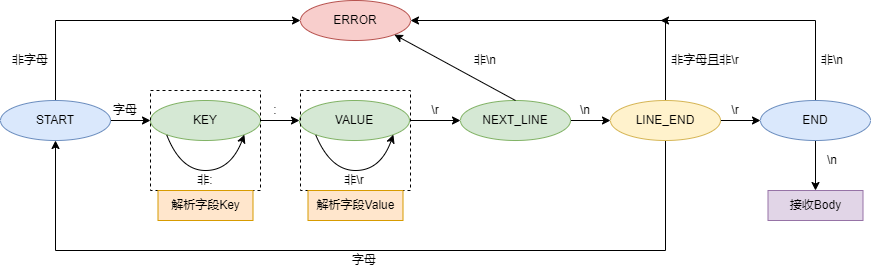 ERROR
非字母
非\n
非字母且非\r
非\n
START
字母
KEY
:
VALUE
\r
NEXT_LINE
\n
LINE_END
\r
END
非:
非\r
\n
解析字段Key
解析字段Value
接收Body
字母